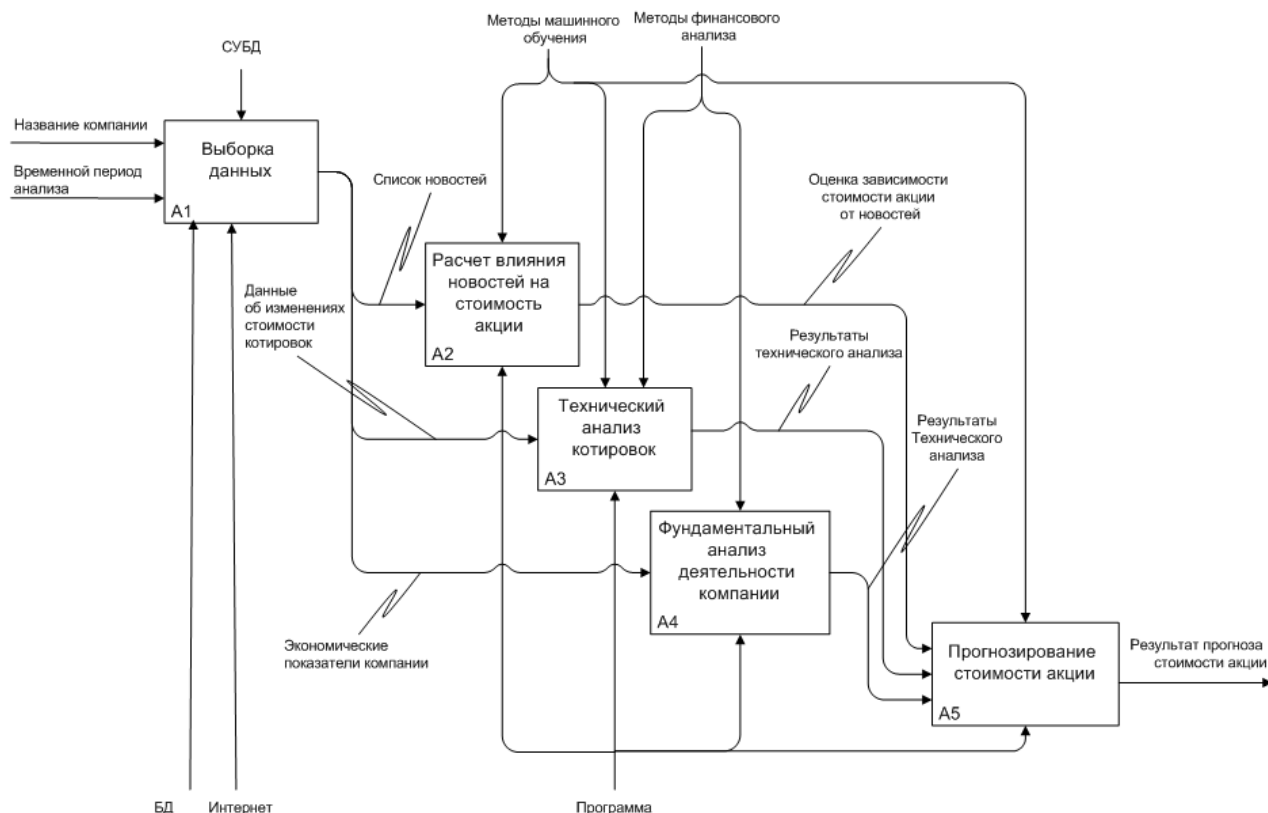 Методы машинного
обучения
Методы финансового
анализа
СУБД
Название компании
Временной период
анализа
Выборка
данных
A1
Список новостей
Оценка зависимости
стоимости акции
от новостей
Расчет влияния
новостей на
стоимость
акции
A2
Данные
об изменениях
стоимости
котировок
Результаты
технического анализа
Технический
анализ
котировок
A3
Результаты
Технического
анализа
Фундаментальный
анализ
деятельности
компании
A4
Экономические
показатели компании
Прогнозирование
стоимости акции
A5
Результат прогноза
стоимости акции
БД
Интернет
Программа